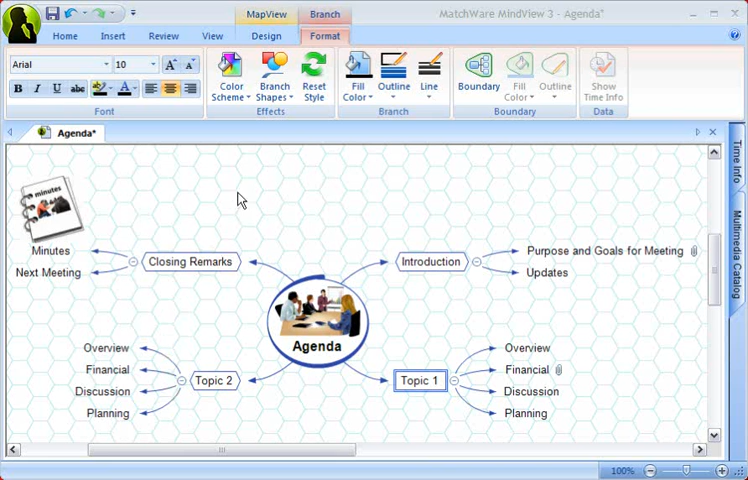 MapView
Branch
MatchWare MindView 3 - Agenda*
Home
Insert
Review
View
Design
Format
Arial
10
A
A
B
I
U
abc
ab
A
Font
Color
Scheme
Branch
Shapes
Reset
Style
Effects
Fill
Color
Outline
Line
Branch
Boundary
Fill
Color
Outline
Boundary
Show
Time Info
Data
Agenda*
Time Info
Multimedia Catalog
minutes
Minutes
Next Meeting
Closing Remarks
Introduction
Purpose and Goals for Meeting
Updates
Agenda
Overview
Financial
Discussion
Planning
Topic 2
Topic 1
Overview
Financial
Discussion
Planning
100%